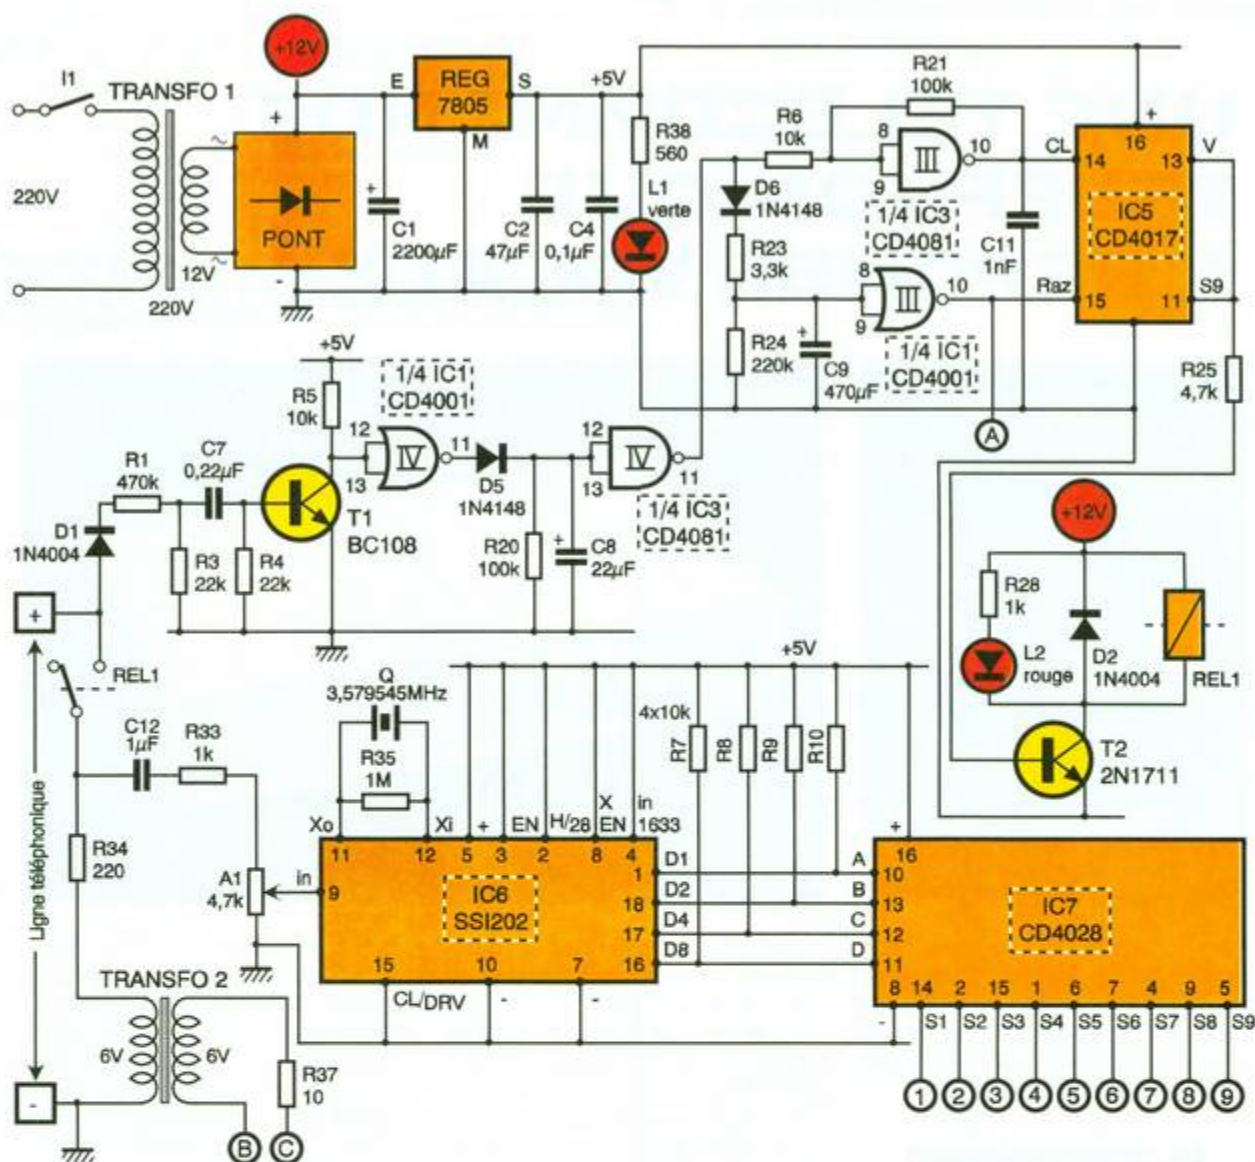 +12V
I1
TRANSFO 1
220V
220V
12V
~
~
+
PONT
-
E
REG
7805
S
M
+
C1
2200µF
C2
47µF
C4
0,1µF
+5V
R38
560
L1
verte
R21
100k
R6
10k
8
9
III
10
1/4 IC3
CD4081
D6
1N4148
R23
3,3k
R24
220k
8
9
III
10
1/4 IC1
CD4001
+
C9
470µF
C11
1nF
A
CL
14
Raz
15
16
+
IC5
CD4017
13
V
11
S9
R25
4,7k
+5V
R5
10k
1/4 IC1
CD4001
12
13
IV
11
D5
1N4148
R20
100k
+
C8
22µF
12
13
IV
11
1/4 IC3
CD4081
R1
470k
C7
0,22µF
D1
1N4004
R3
22k
R4
22k
T1
BC108
+
REL1
Ligne téléphonique
-
C12
1µF
R33
1k
R34
220
A1
4,7k
TRANSFO 2
6V
6V
R37
10
B
C
Q
3,579545MHz
R35
1M
Xo
Xi
+
EN
H/28
X
EN
in
1633
11
12
5
3
2
8
4
in
9
IC6
SSI202
1
18
17
16
15
10
7
CL/DRV
-
-
D1
D2
D4
D8
+5V
4x10k
R7
R8
R9
R10
A
B
C
D
+
16
10
13
12
11
IC7
CD4028
8
14
2
15
1
6
7
4
9
5
-
S1
S2
S3
S4
S5
S6
S7
S8
S9
1
2
3
4
5
6
7
8
9
+12V
R28
1k
L2
rouge
D2
1N4004
REL1
T2
2N1711